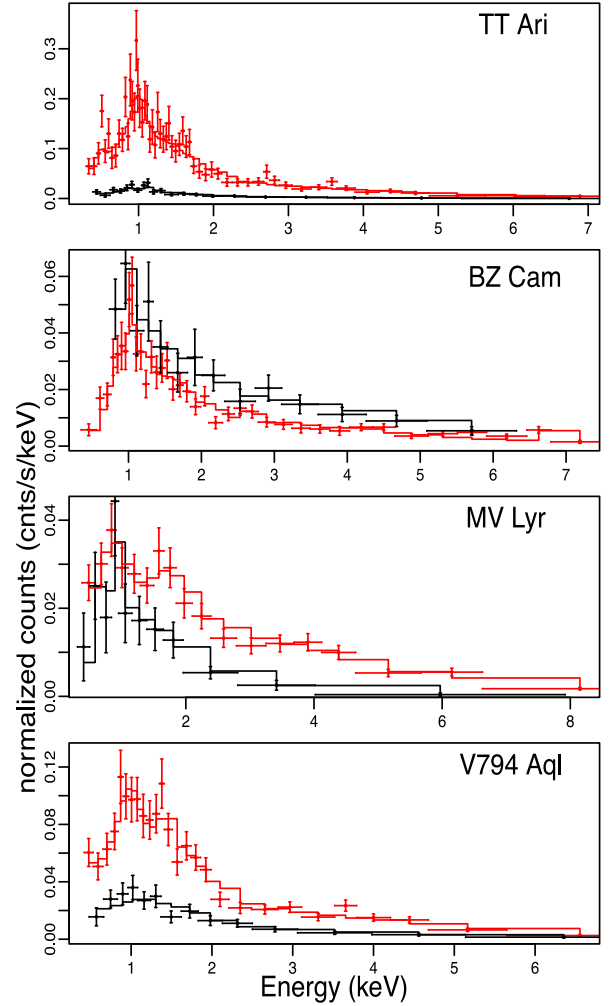 TT Ari
0.3
0.2
0.1
0.0
1 2 3 4 5 6 7
BZ Cam
0.06
0.04
0.02
0.00
1 2 3 4 5 6 7
normalized counts (cnts/s/keV)
MV Lyr
0.04
0.02
0.00
2 4 6 8
V794 Aql
0.12
0.08
0.04
0.00
1 2 3 4 5 6
Energy (keV)